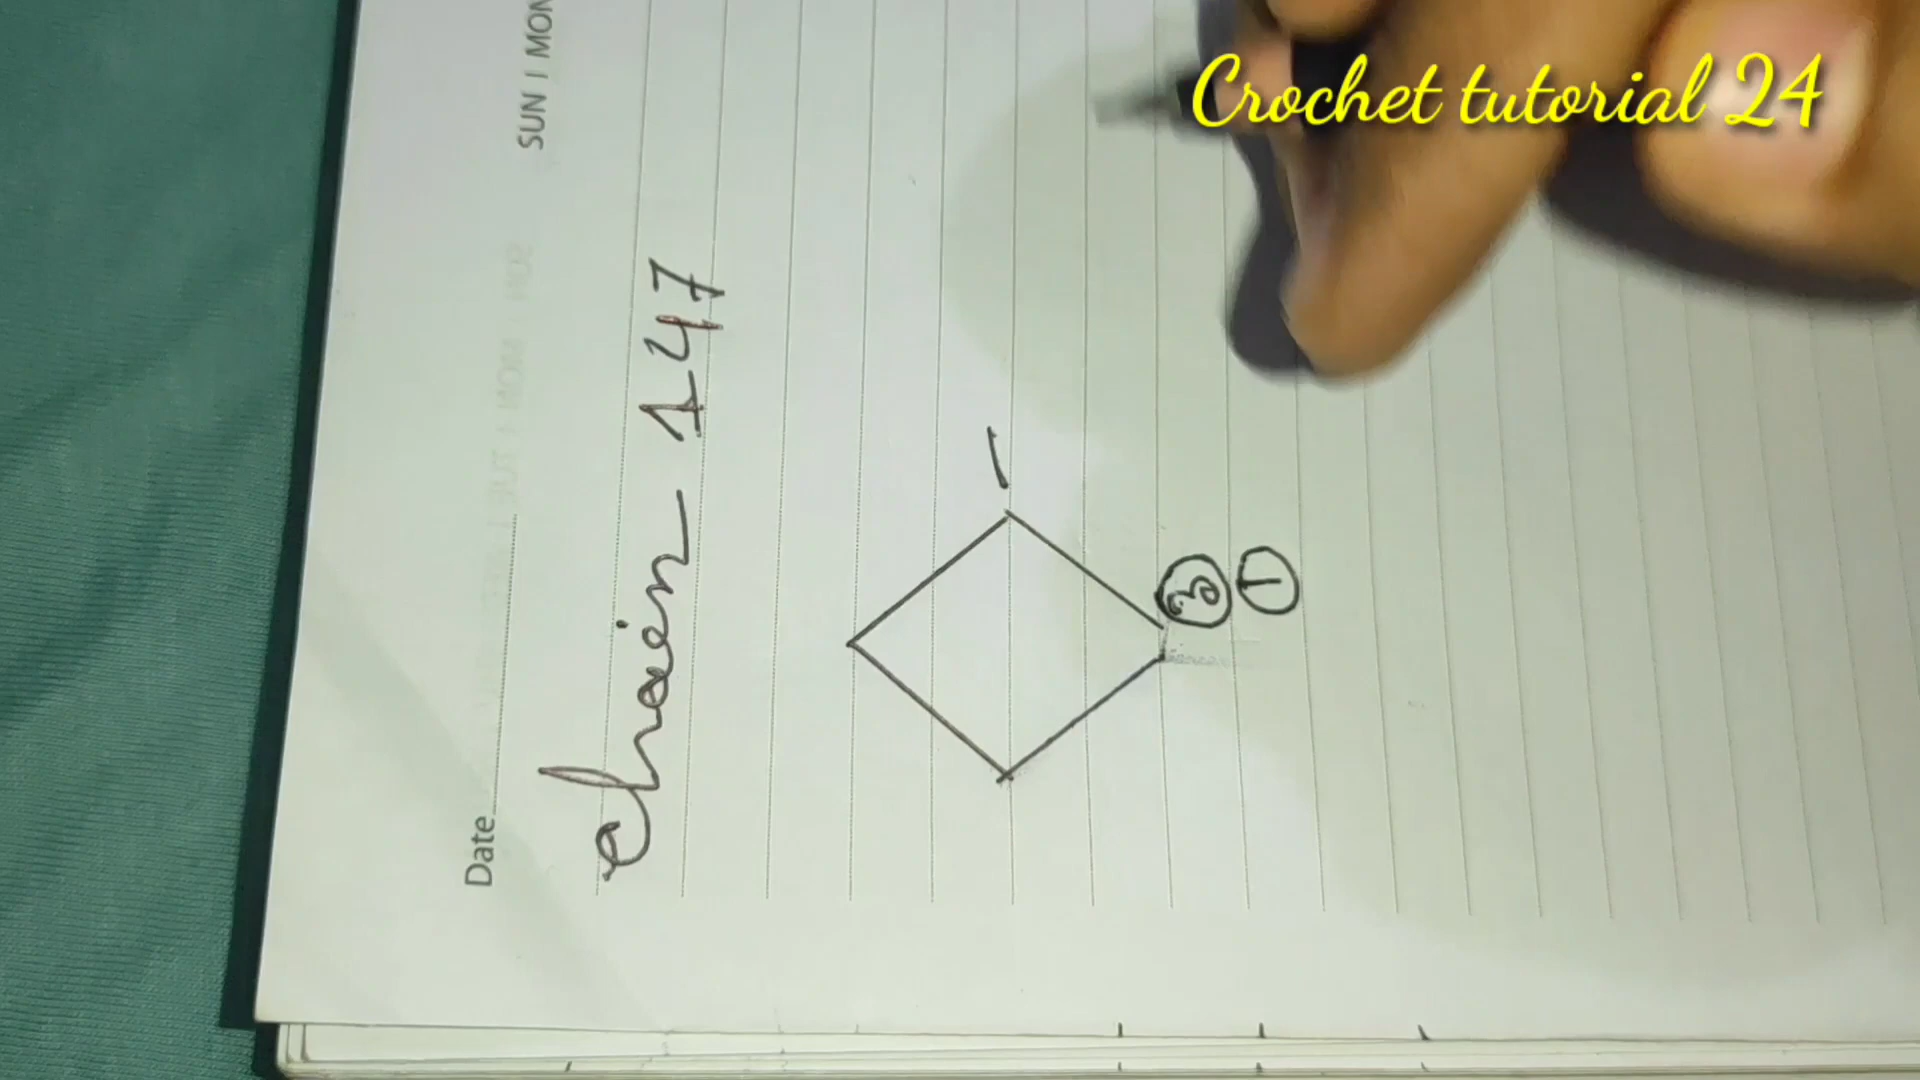 Crochet tutorial 24
SUN | MON
Date
chain 147
3
1